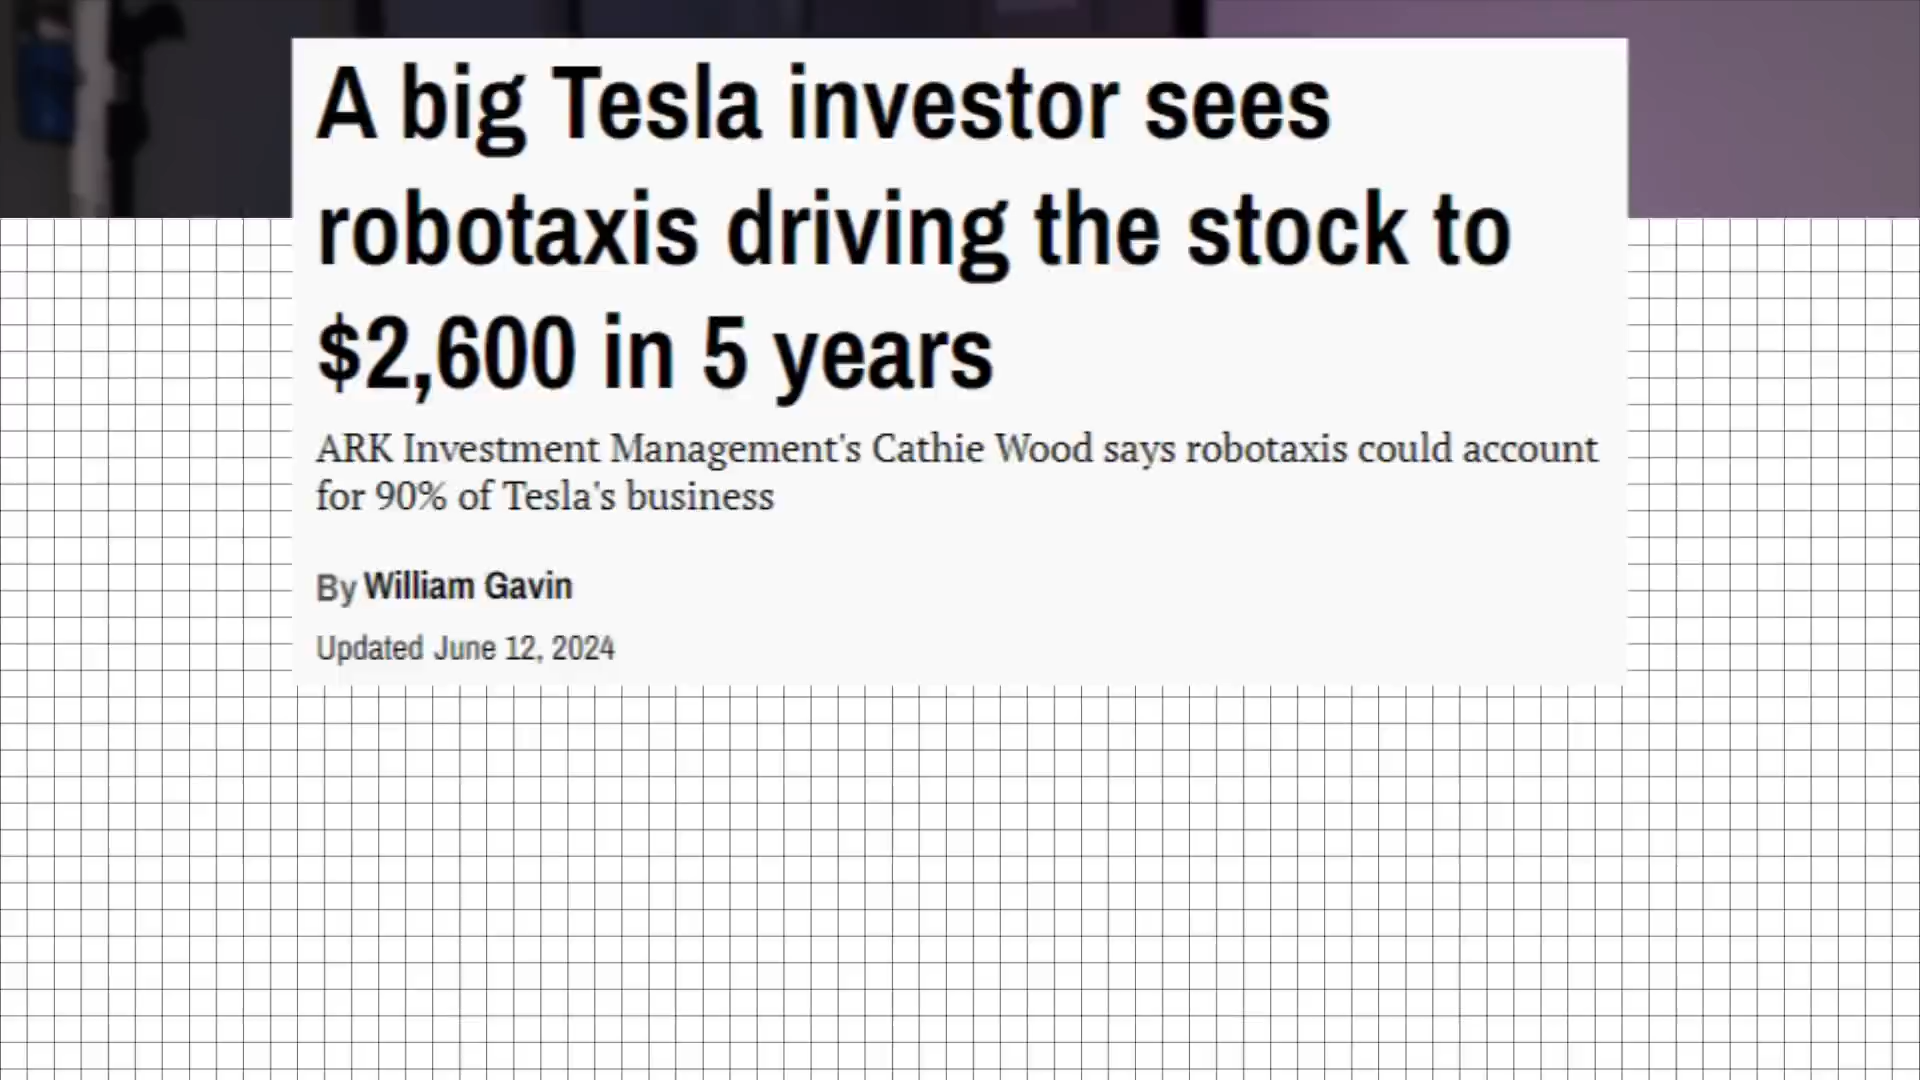 A big Tesla investor sees
robotaxis driving the stock to
$2,600 in 5 years
ARK Investment Management's Cathie Wood says robotaxis could account
for 90% of Tesla's business
By William Gavin
Updated June 12, 2024